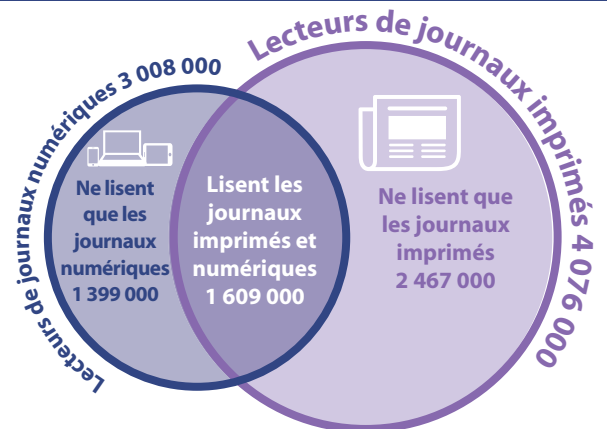 Lecteurs de journaux numériques 3 008 000
Lecteurs de journaux imprimés 4 076 000
Ne lisent
que les
journaux
numériques
1 399 000
Lisent les
journaux
imprimés et
numériques
1 609 000
Ne lisent que
les journaux
imprimés
2 467 000